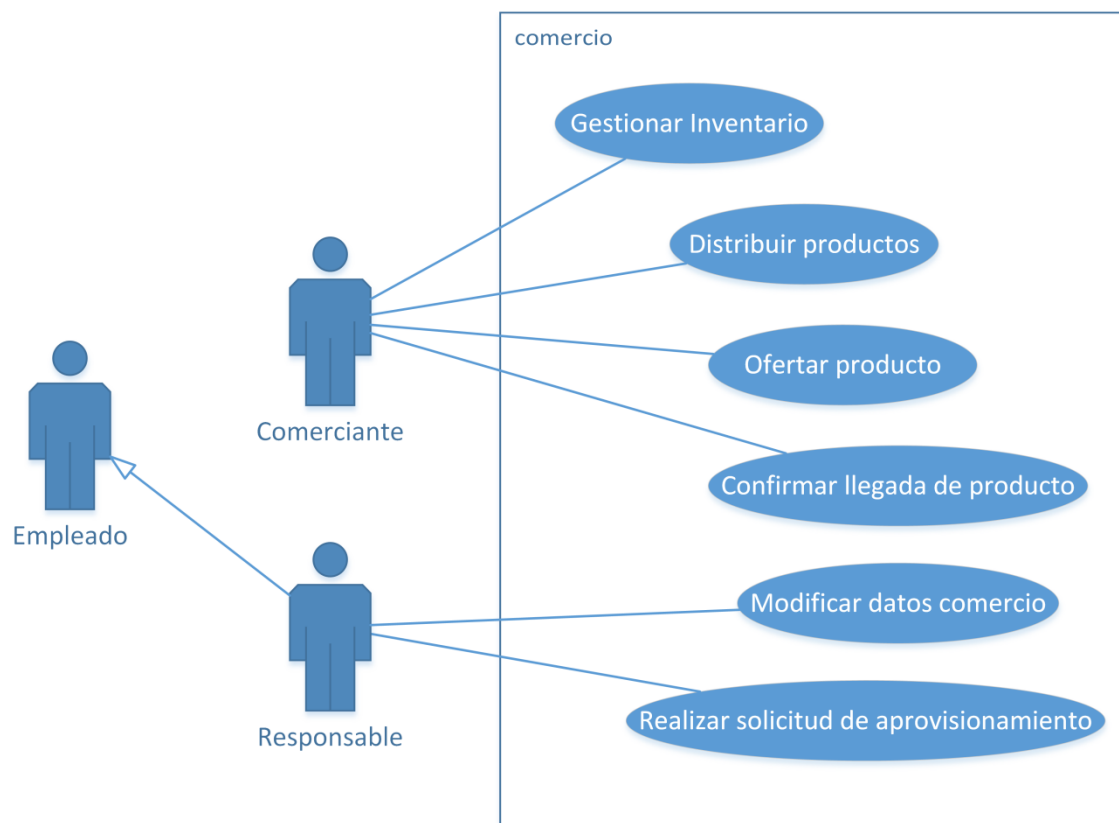 comercio
Gestionar Inventario
Distribuir productos
Ofertar producto
Comerciante
Confirmar llegada de producto
Empleado
Modificar datos comercio
Realizar solicitud de aprovisionamiento
Responsable